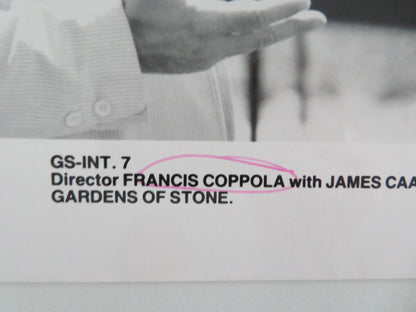 GS-INT. 7
Director FRANCIS COPPOLA with JAMES CAA
GARDENS OF STONE.